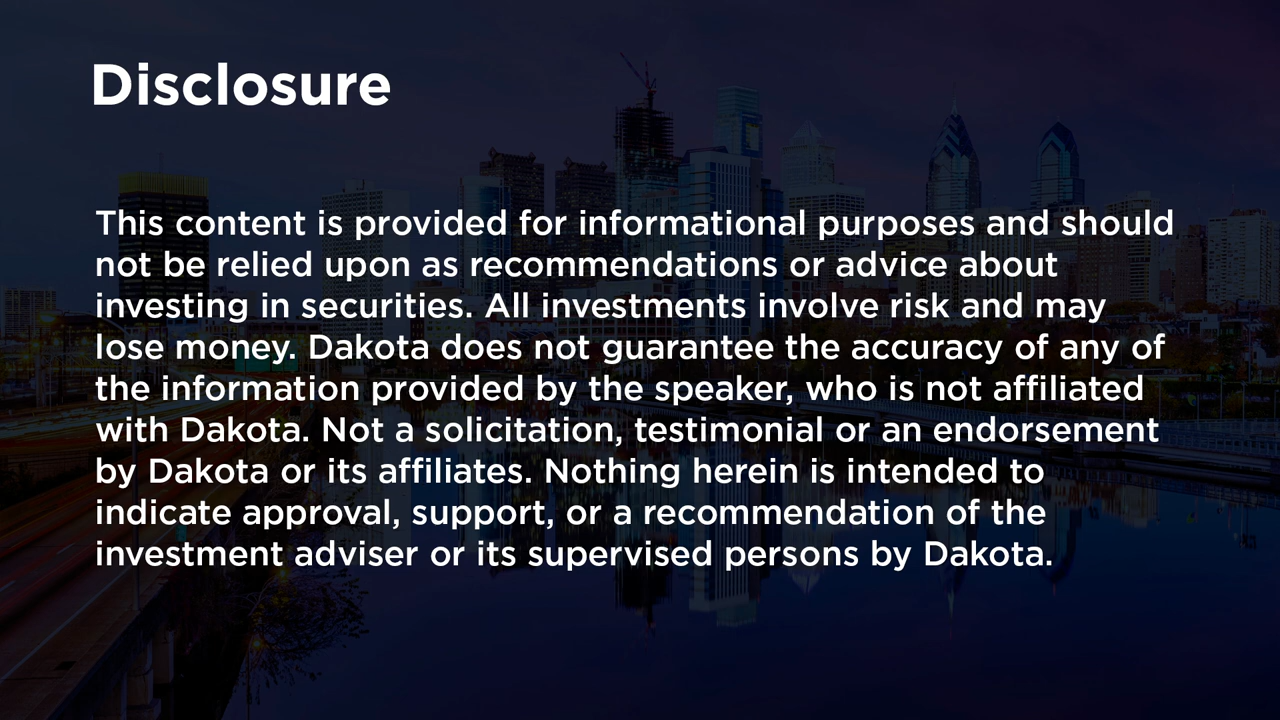 Disclosure
This content is provided for informational purposes and should
not be relied upon as recommendations or advice about
investing in securities. All investments involve risk and may
lose money. Dakota does not guarantee the accuracy of any of
the information provided by the speaker, who is not affiliated
with Dakota. Not a solicitation, testimonial or an endorsement
by Dakota or its affiliates. Nothing herein is intended to
indicate approval, support, or a recommendation of the
investment adviser or its supervised persons by Dakota.